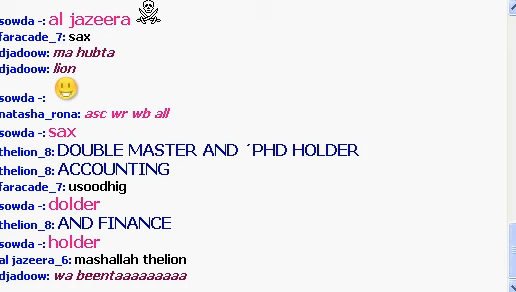 sowda -: al jazeera
faracade_7: sax
djadoow: ma hubta
djadoow: lion
sowda -:
natasha_rona: asc wr wb all
sowda -: sax
thelion_8: DOUBLE MASTER AND ´PHD HOLDER
thelion_8: ACCOUNTING
faracade_7: usoodhig
sowda -: dolder
thelion_8: AND FINANCE
sowda -: holder
al jazeera_6: mashallah thelion
djadoow: wa beentaaaaaaaaa